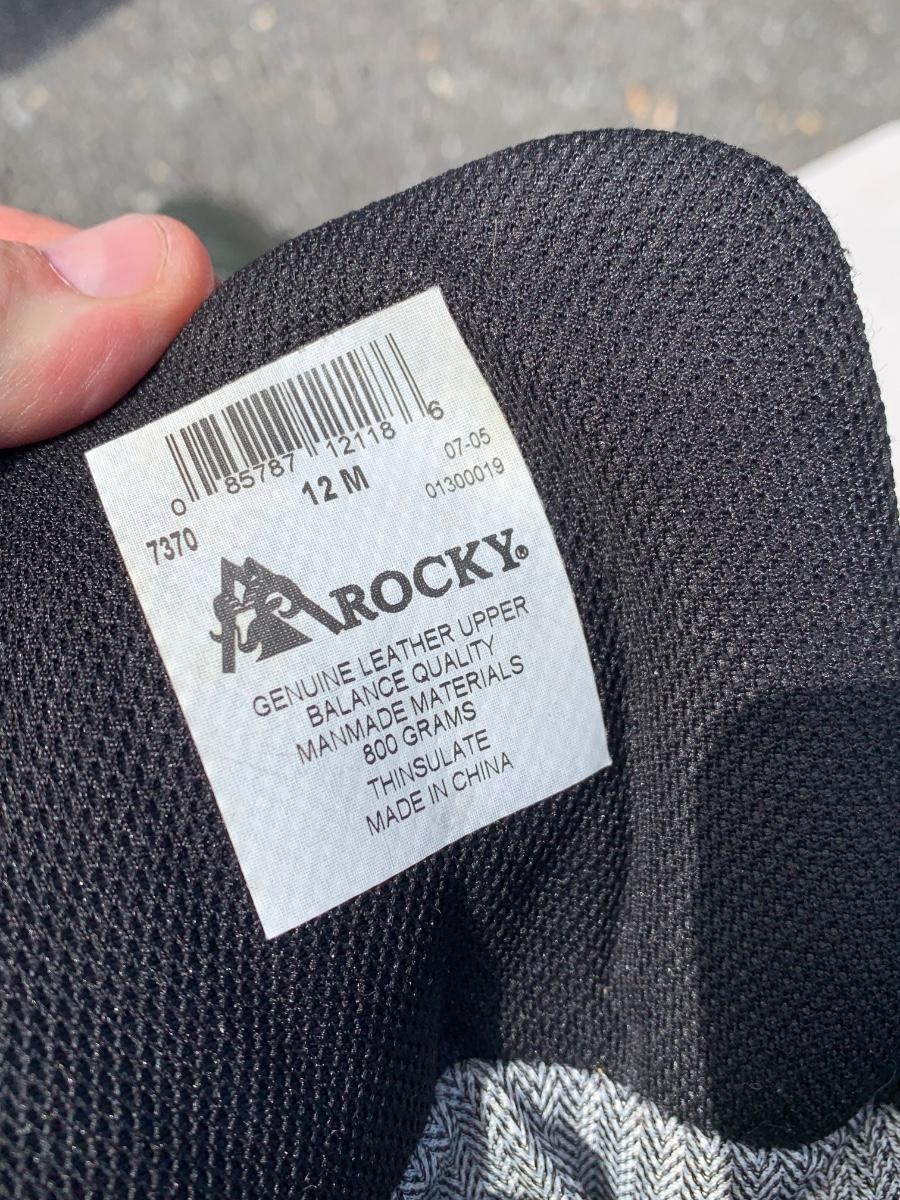 0 85787 12118 6
12 M
07-05
01300019
7370
ROCKY®
GENUINE LEATHER UPPER
BALANCE QUALITY
MANMADE MATERIALS
800 GRAMS
THINSULATE
MADE IN CHINA